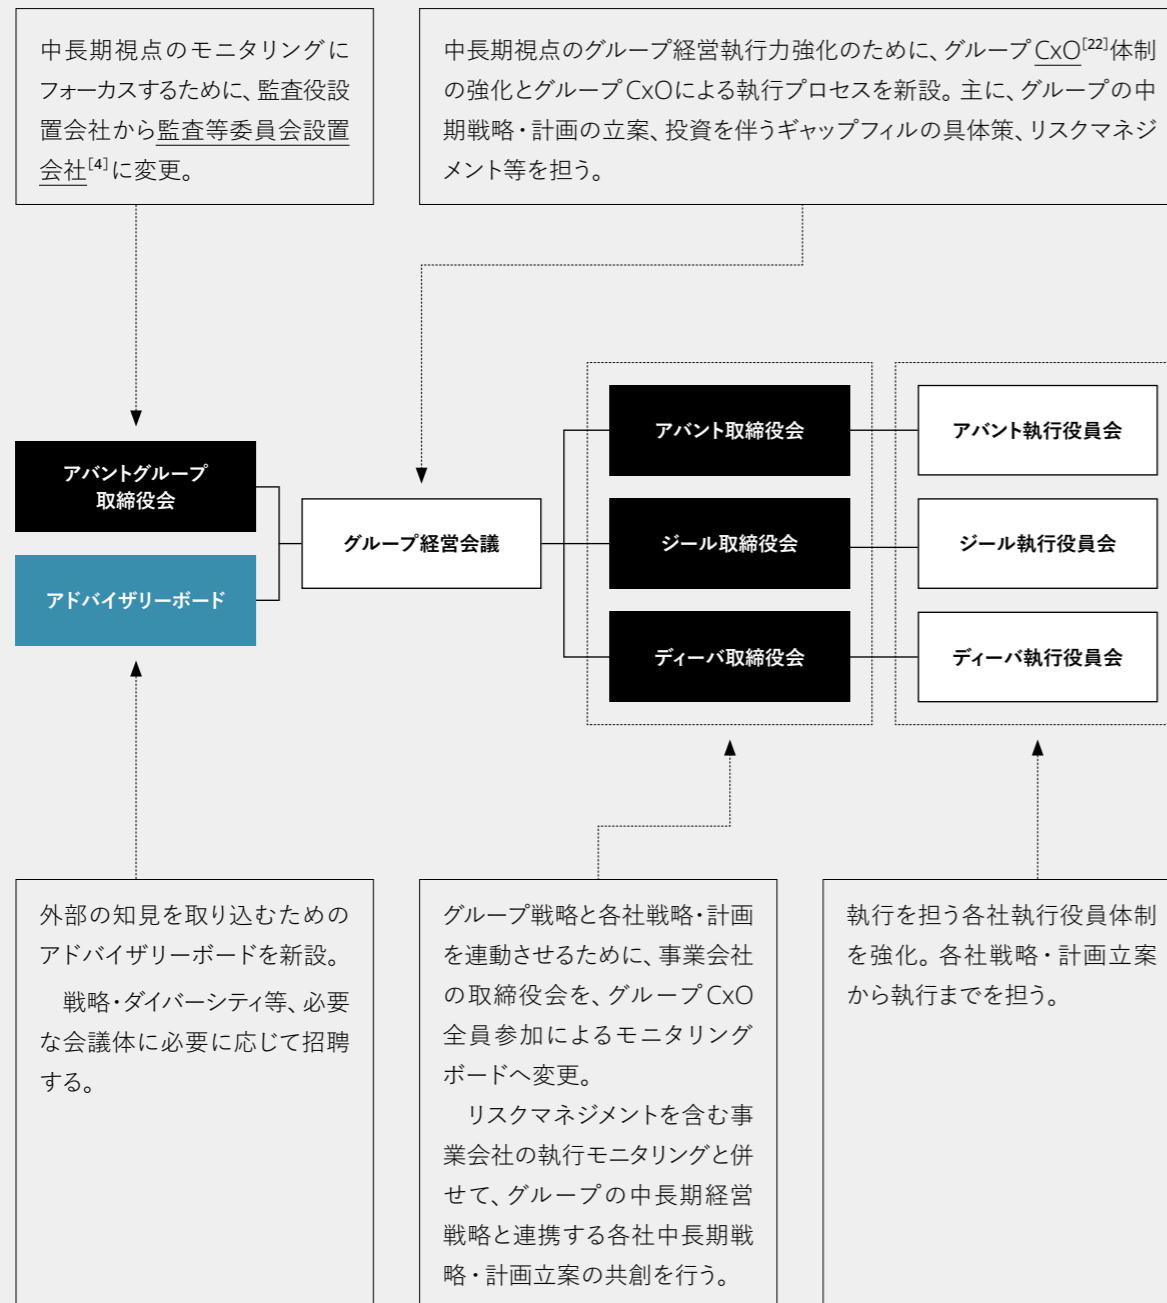 中長期視点のモニタリングに
フォーカスするために、監査役設
置会社から監査等委員会設置
会社[4]に変更。
中長期視点のグループ経営執行力強化のために、グループCxO[22]体制
の強化とグループCxOによる執行プロセスを新設。主に、グループの中
期戦略・計画の立案、投資を伴うギャップフィルの具体策、リスクマネジ
メント等を担う。
アバントグループ
取締役会
アドバイザリーボード
グループ経営会議
アバント取締役会
ジール取締役会
ディーバ取締役会
アバント執行役員会
ジール執行役員会
ディーバ執行役員会
外部の知見を取り込むための
アドバイザリーボードを新設。
戦略・ダイバーシティ等、必要
な会議体に必要に応じて招聘
する。
グループ戦略と各社戦略・計画
を連動させるために、事業会社
の取締役会を、グループCxO
全員参加によるモニタリング
ボードへ変更。
リスクマネジメントを含む事
業会社の執行モニタリングと併
せて、グループの中長期経営
戦略と連携する各社中長期戦
略・計画立案の共創を行う。
執行を担う各社執行役員体制
を強化。各社戦略・計画立案
から執行までを担う。